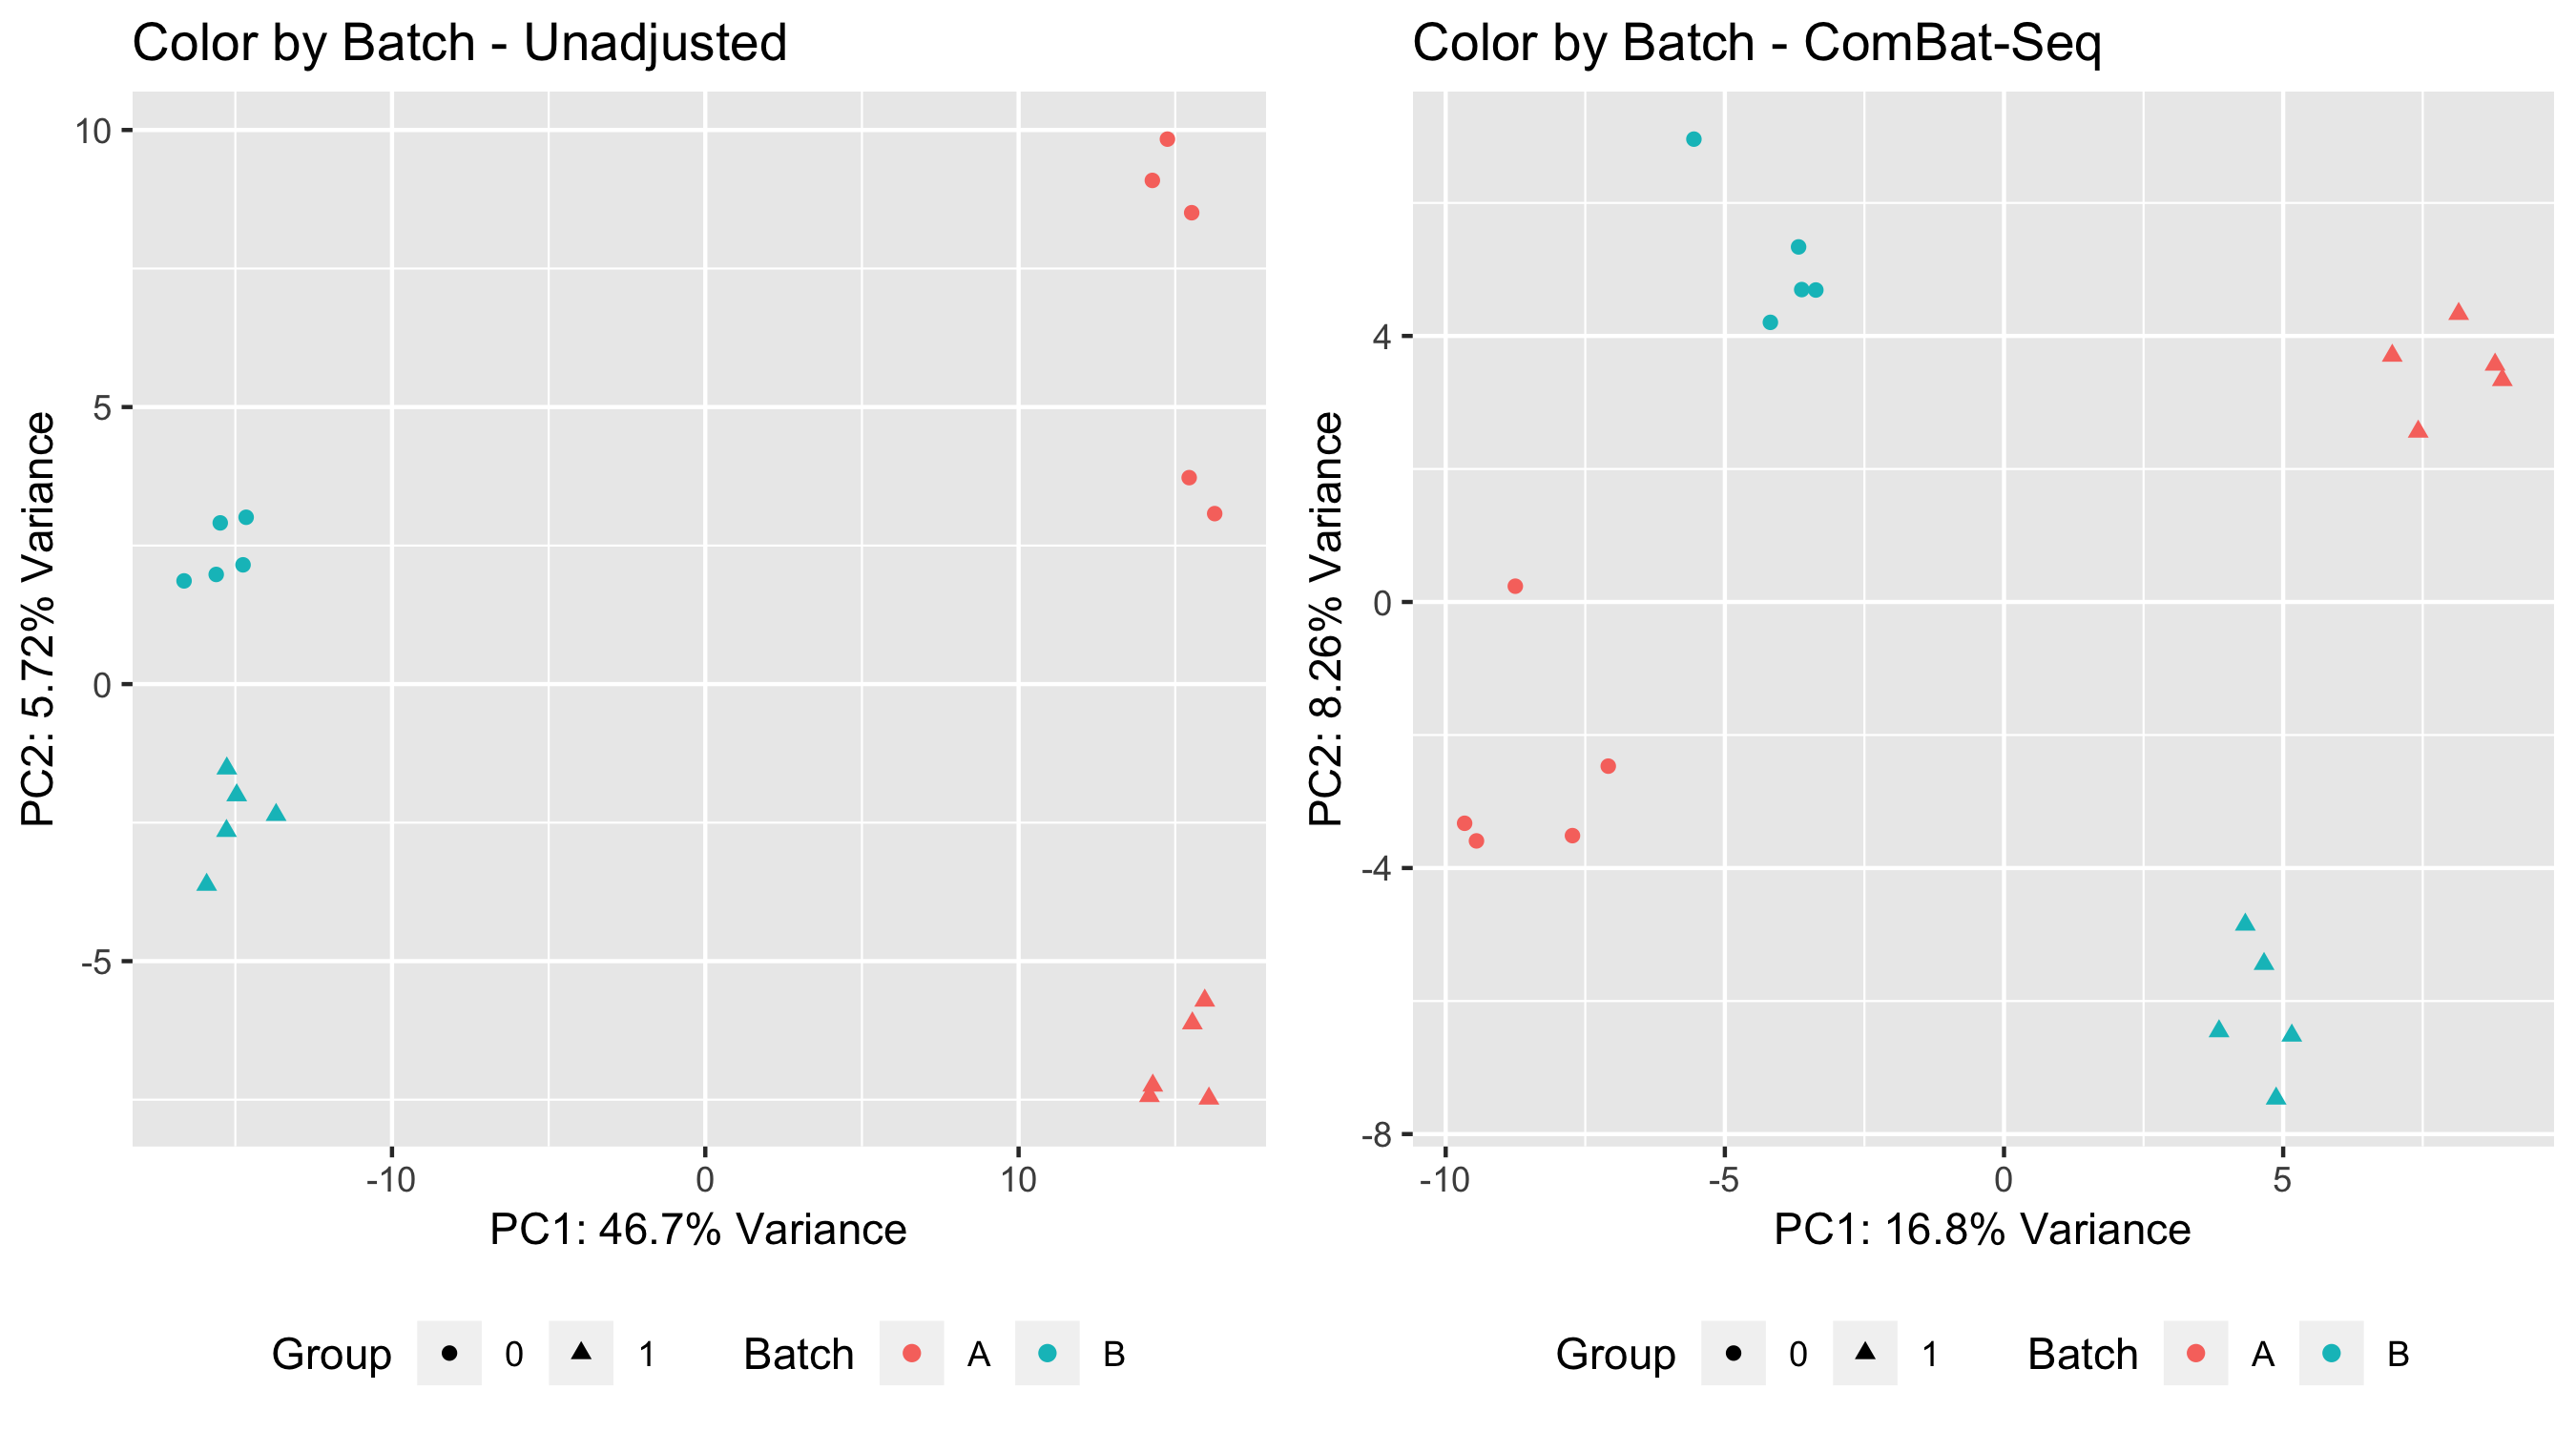 Color by Batch - Unadjusted
10
5
0
-5
PC2: 5.72% Variance
-10 0 10
PC1: 46.7% Variance
Group 0 1 Batch A B
Color by Batch - ComBat-Seq
4
0
-4
-8
PC2: 8.26% Variance
-10 -5 0 5
PC1: 16.8% Variance
Group 0 1 Batch A B